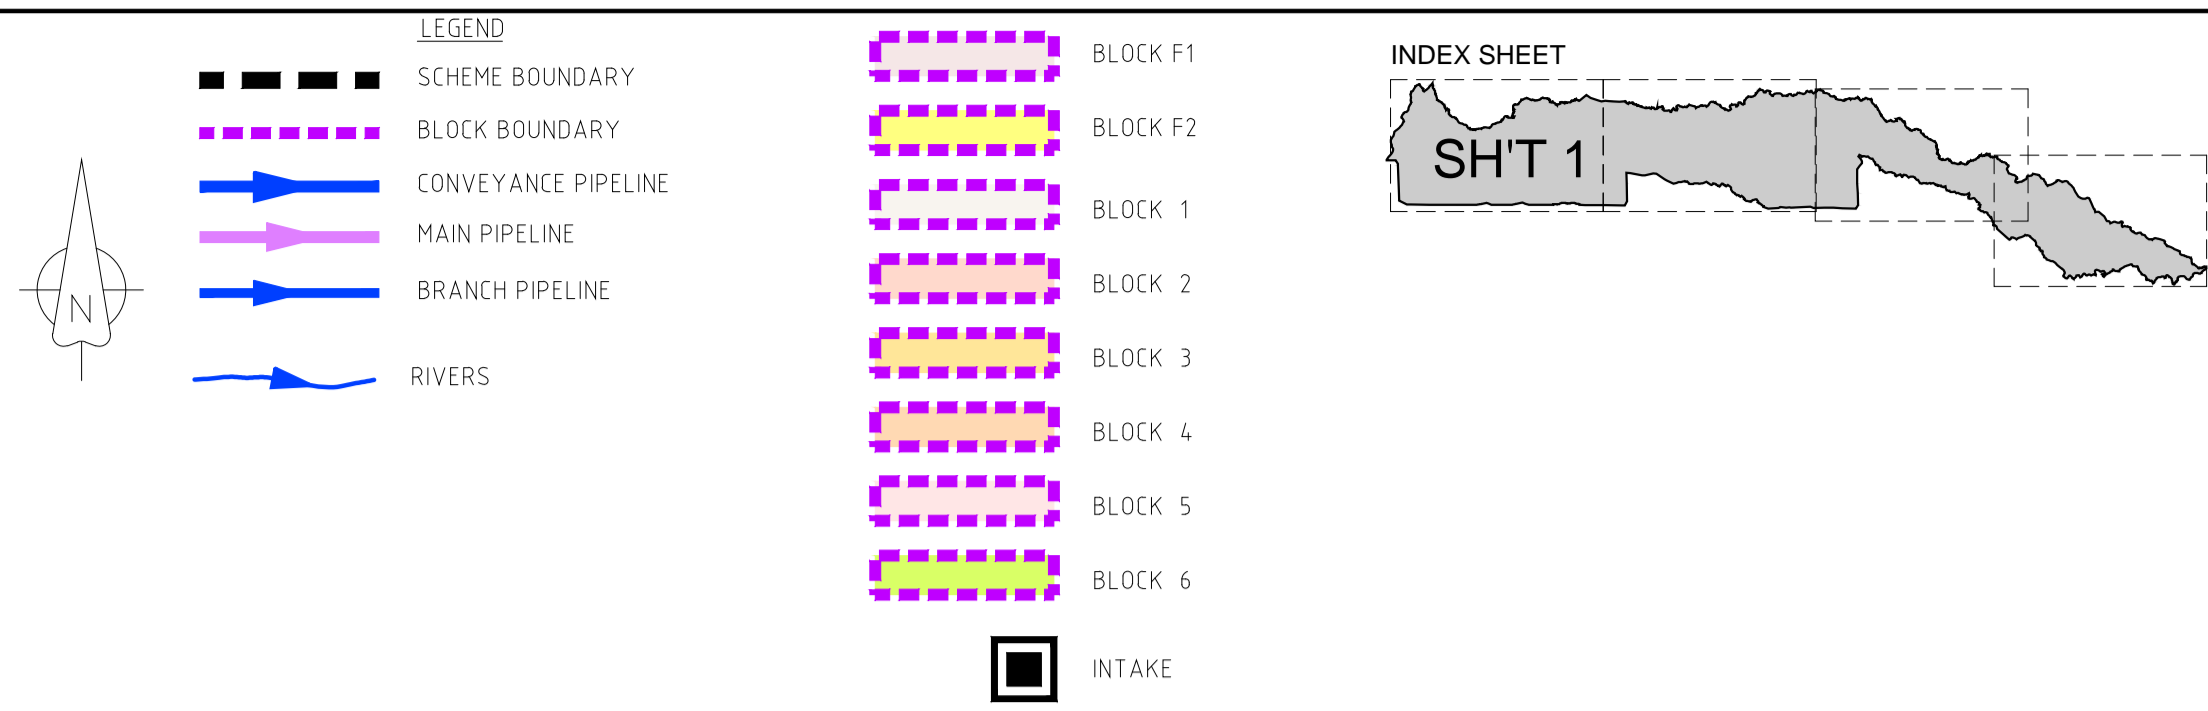 LEGEND
SCHEME BOUNDARY
BLOCK BOUNDARY
CONVEYANCE PIPELINE
MAIN PIPELINE
BRANCH PIPELINE
RIVERS
N
BLOCK F1
BLOCK F2
BLOCK 1
BLOCK 2
BLOCK 3
BLOCK 4
BLOCK 5
BLOCK 6
INTAKE
INDEX SHEET
SH'T 1